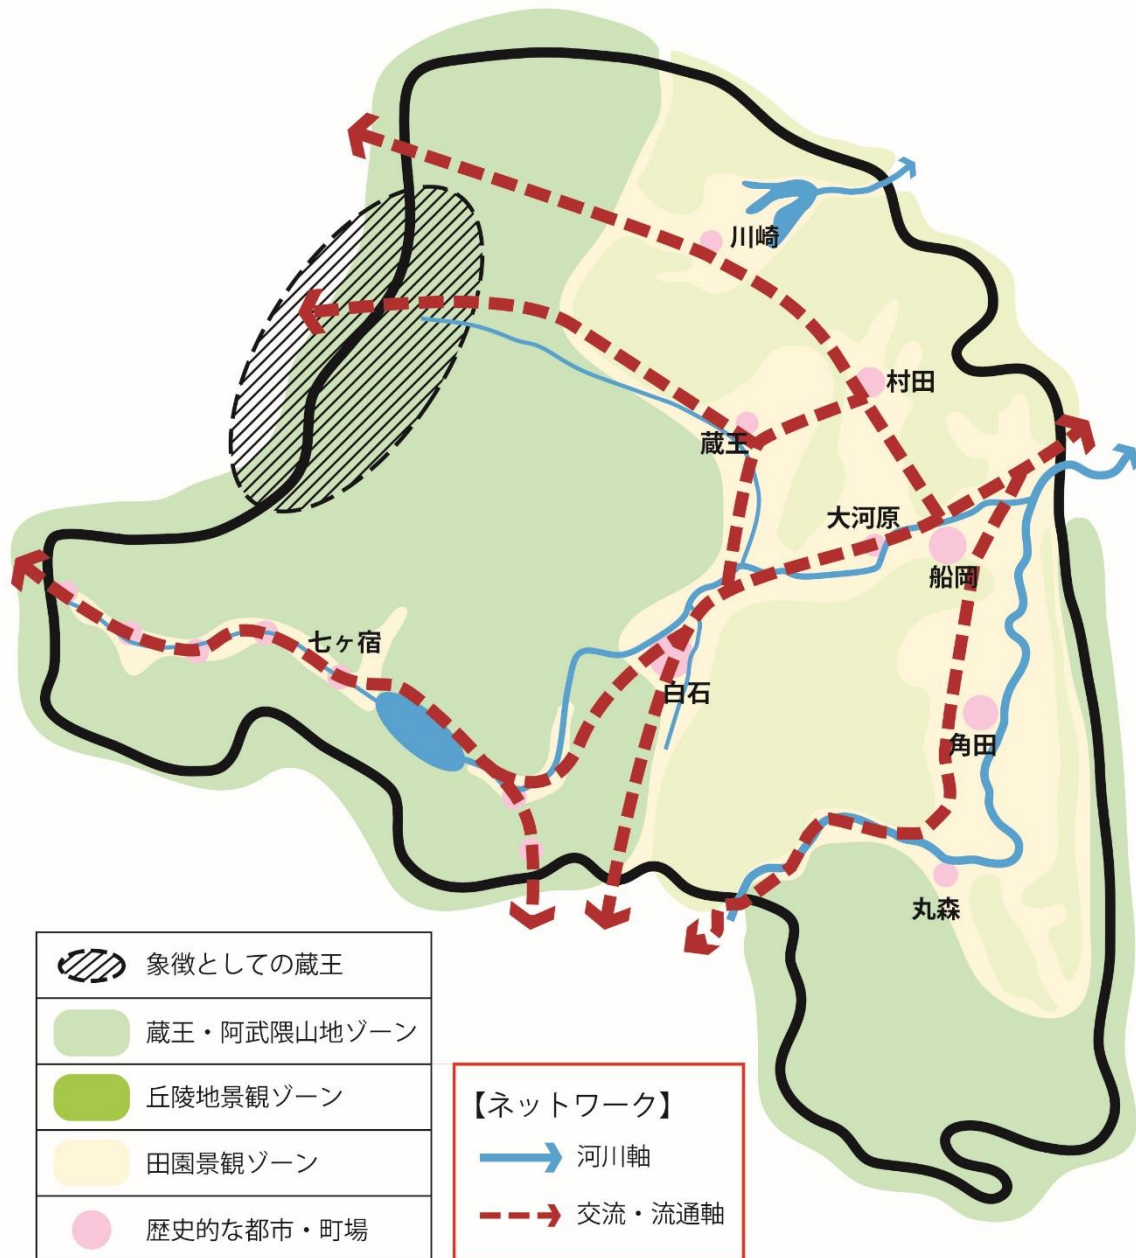 川崎
村田
蔵王
大河原
船岡
七ヶ宿
白石
角田
丸森
象徴としての蔵王
蔵王・阿武隈山地ゾーン
丘陵地景観ゾーン
田園景観ゾーン
歴史的な都市・町場
【ネットワーク】
河川軸
交流・流通軸